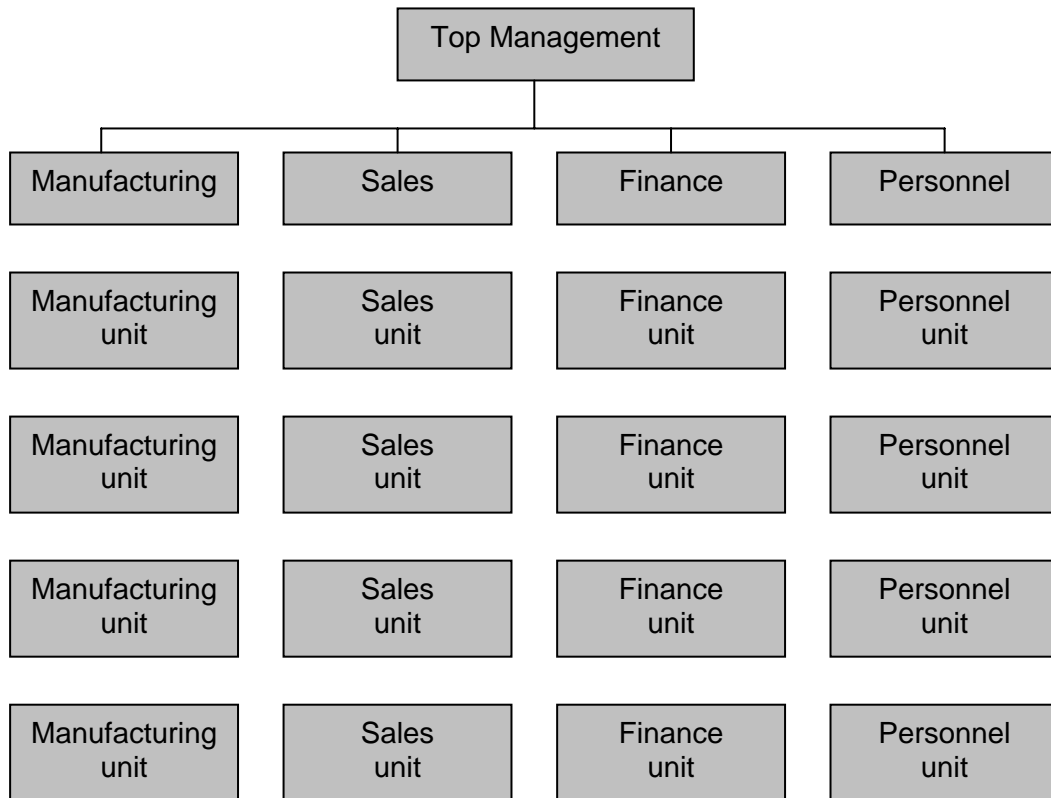 Top Management
Manufacturing
Sales
Finance
Personnel
Manufacturing
unit
Sales
unit
Finance
unit
Personnel
unit
Manufacturing
unit
Sales
unit
Finance
unit
Personnel
unit
Manufacturing
unit
Sales
unit
Finance
unit
Personnel
unit
Manufacturing
unit
Sales
unit
Finance
unit
Personnel
unit